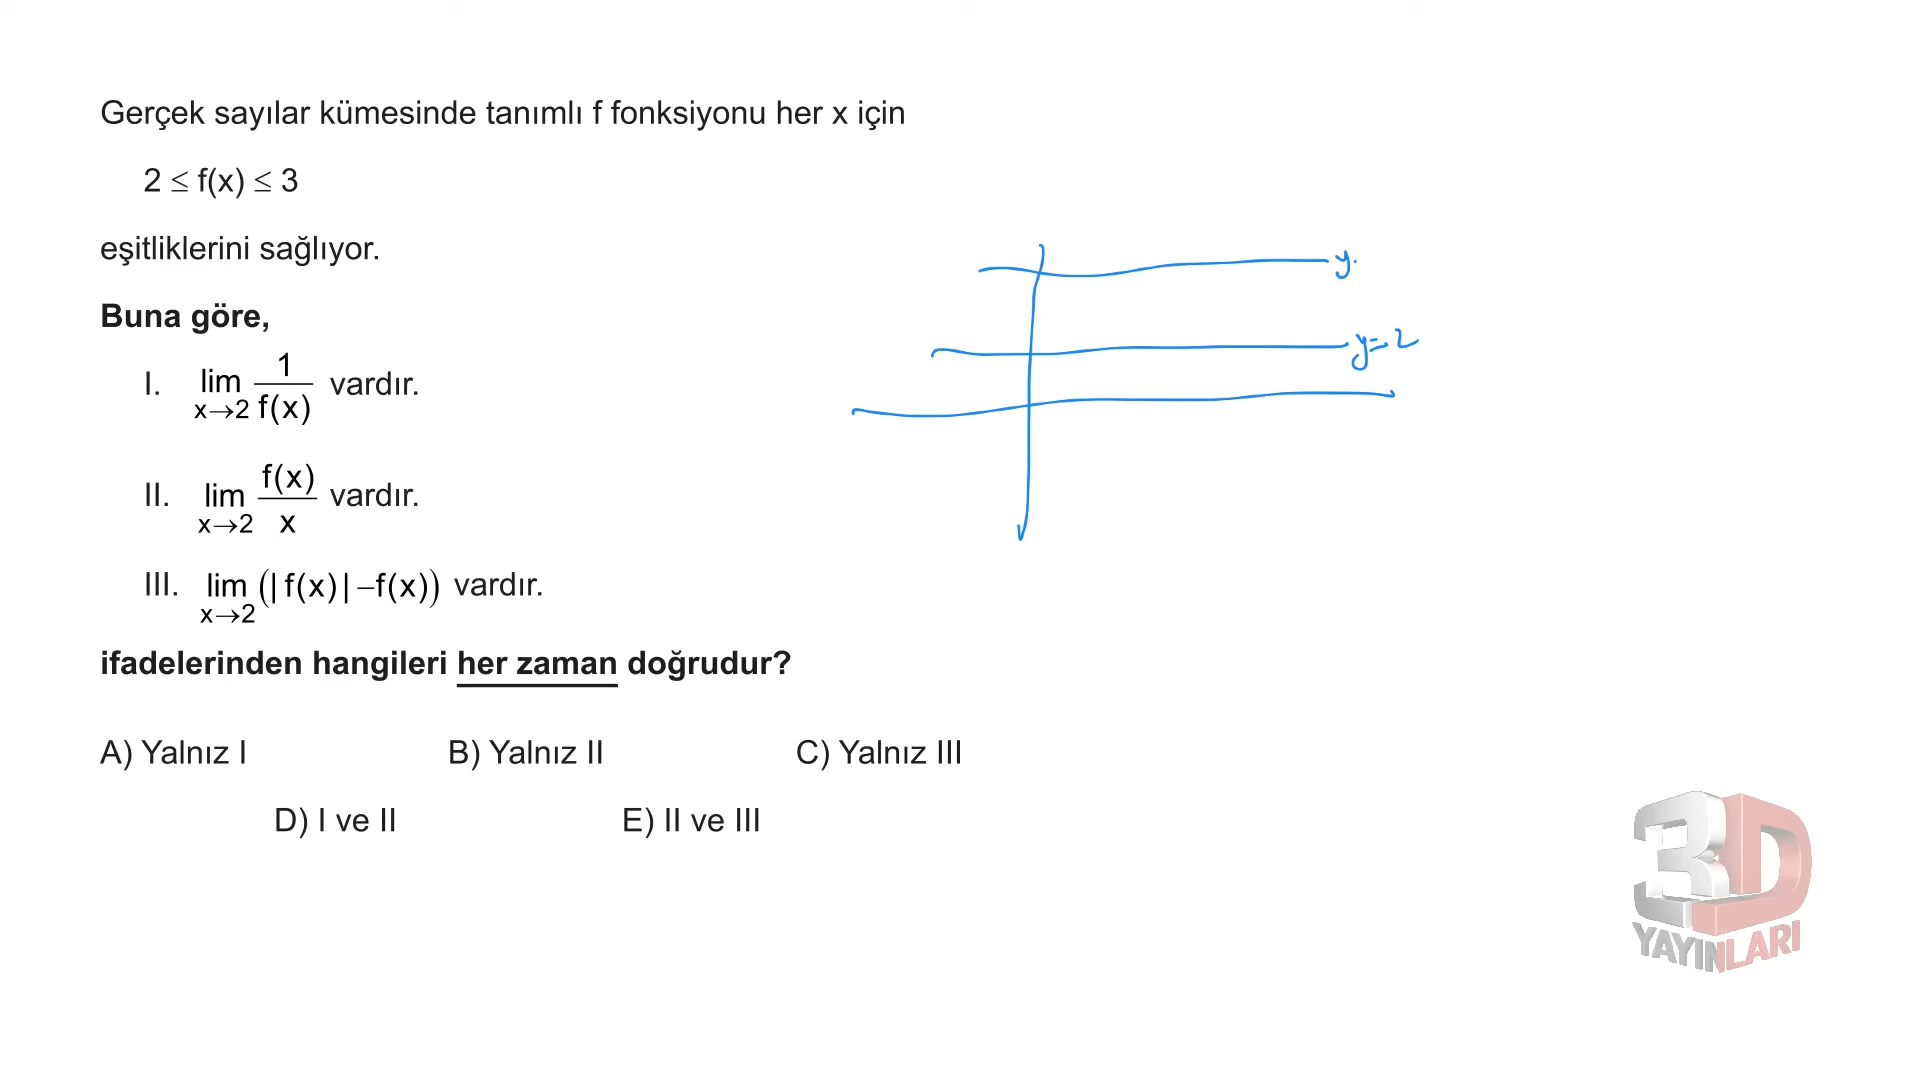 Gerçek sayılar kümesinde tanımlı f fonksiyonu her x için
2 ≤ f(x) ≤ 3
eşitliklerini sağlıyor.
Buna göre,
I. lim x→2 1/f(x) vardır.
II. lim x→2 f(x)/x vardır.
III. lim x→2 (|f(x)|–f(x)) vardır.
ifadelerinden hangileri her zaman doğrudur?
A) Yalnız I B) Yalnız II C) Yalnız III
D) I ve II E) II ve III
y.
y=2
3D
YAYINLARI